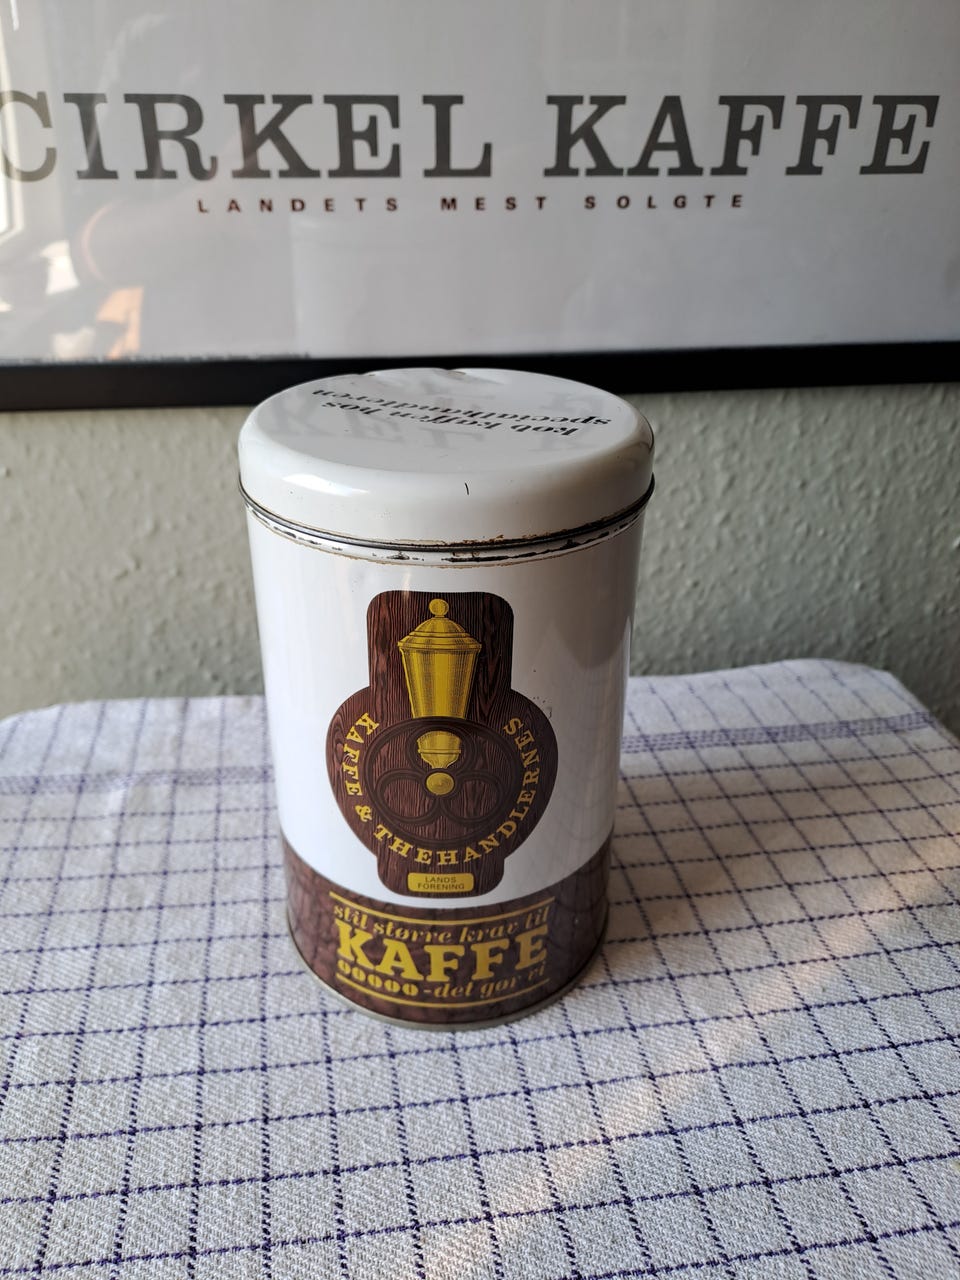 CIRKEL KAFFE
LANDETS MEST SOLGTE
køb kaffen hos
specialhandleren
KAFFE & THEHANDLERNES
LANDS
FORENING
stil større krav til
KAFFE
-det gør vi